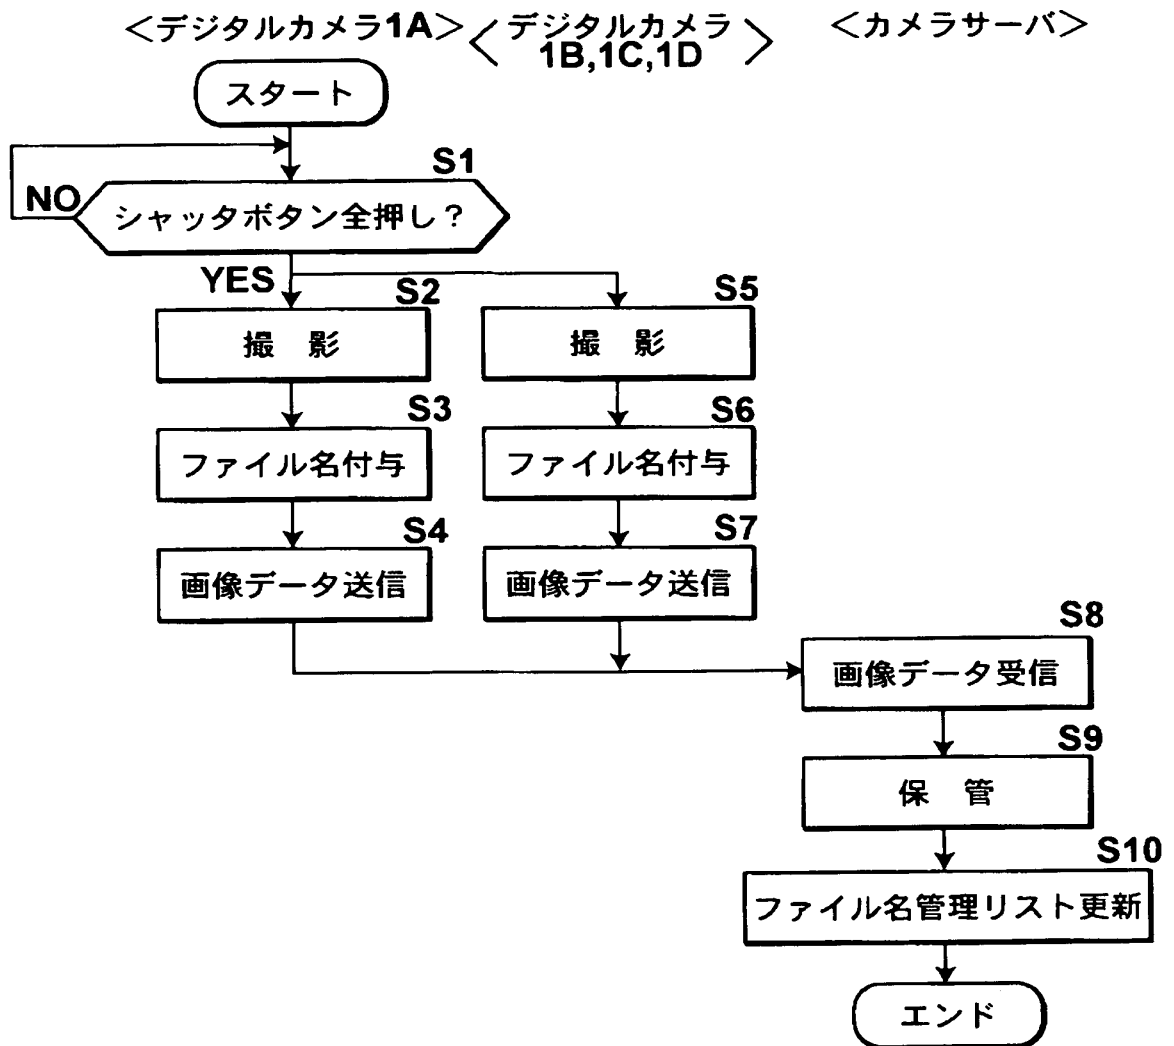 ＜デジタルカメラ1A＞
＜デジタルカメラ
1B,1C,1D＞
＜カメラサーバ＞
スタート
S1
NO
シャッタボタン全押し？
YES
S2
撮　影
S5
撮　影
S3
ファイル名付与
S6
ファイル名付与
S4
画像データ送信
S7
画像データ送信
S8
画像データ受信
S9
保　管
S10
ファイル名管理リスト更新
エンド